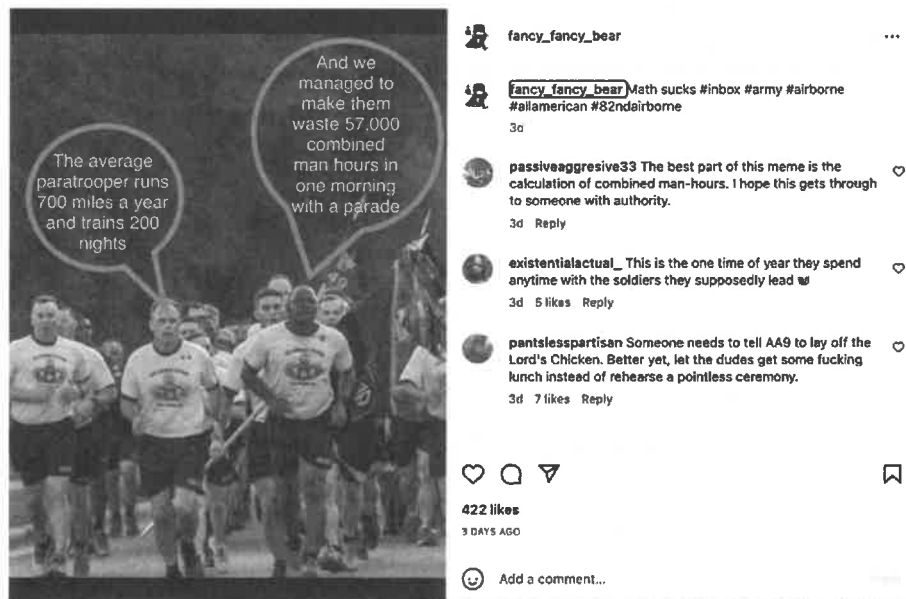 The average
paratrooper runs
700 miles a year
and trains 200
nights
And we
managed to
make them
waste 57,000
combined
man hours in
one morning
with a parade
fancy_fancy_bear
fancy_fancy_bear Math sucks #inbox #army #airborne
#allamerican #82ndairborne
3d
passiveaggresive33 The best part of this meme is the
calculation of combined man-hours. I hope this gets through
to someone with authority.
3d Reply
existentialactual_ This is the one time of year they spend
anytime with the soldiers they supposedly lead
3d 5 likes Reply
pantslesspartisan Someone needs to tell AA9 to lay off the
Lord's Chicken. Better yet, let the dudes get some fucking
lunch instead of rehearse a pointless ceremony.
3d 7 likes Reply
422 likes
3 DAYS AGO
Add a comment...